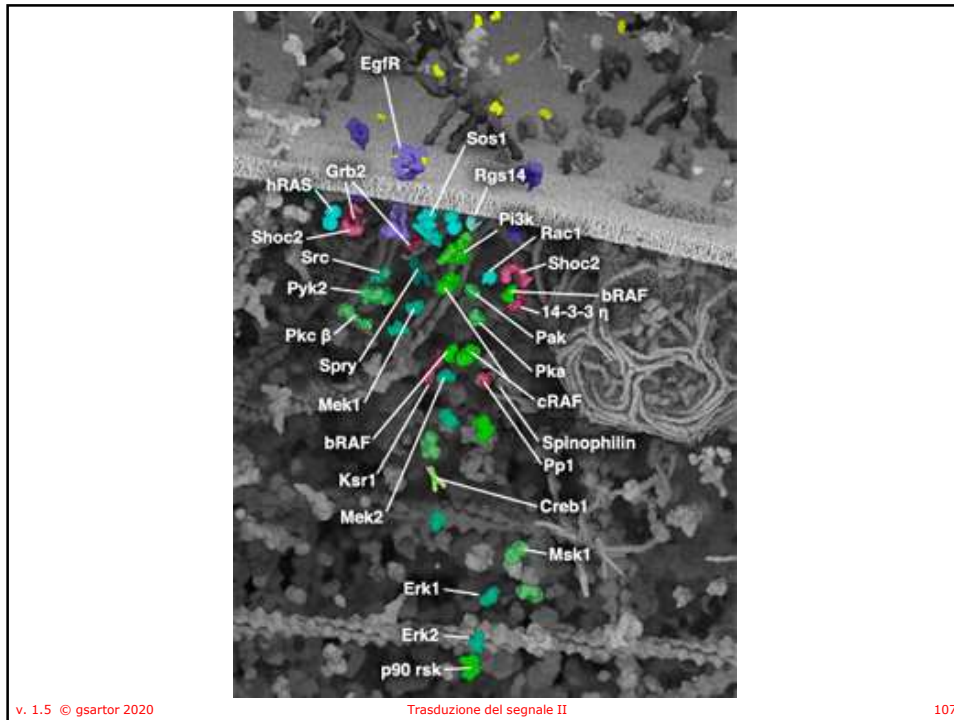 EgfR
Sos1
Grb2
Rgs14
hRAS
Pi3k
Rac1
Shoc2
Shoc2
Src
Pyk2
bRAF
14-3-3 η
Pkc β
Pak
Spry
Pka
Mek1
cRAF
bRAF
Spinophilin
Pp1
Ksr1
Creb1
Mek2
Msk1
Erk1
Erk2
p90 rsk
v. 1.5 © gsartor 2020
Trasduzione del segnale II
107